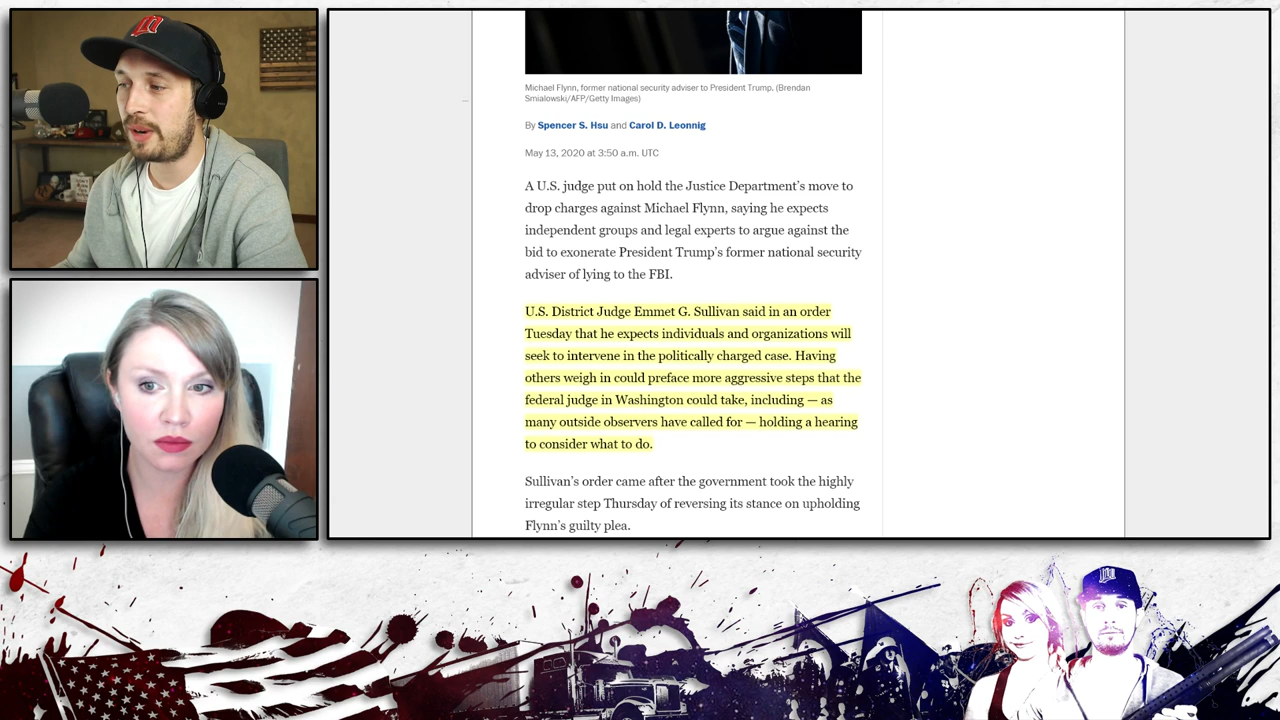 Michael Flynn, former national security adviser to President Trump. (Brendan
Smialowski/AFP/Getty Images)
By Spencer S. Hsu and Carol D. Leonnig
May 13, 2020 at 3:50 a.m. UTC
A U.S. judge put on hold the Justice Department’s move to
drop charges against Michael Flynn, saying he expects
independent groups and legal experts to argue against the
bid to exonerate President Trump’s former national security
adviser of lying to the FBI.
U.S. District Judge Emmet G. Sullivan said in an order
Tuesday that he expects individuals and organizations will
seek to intervene in the politically charged case. Having
others weigh in could preface more aggressive steps that the
federal judge in Washington could take, including — as
many outside observers have called for — holding a hearing
to consider what to do.
Sullivan’s order came after the government took the highly
irregular step Thursday of reversing its stance on upholding
Flynn’s guilty plea.